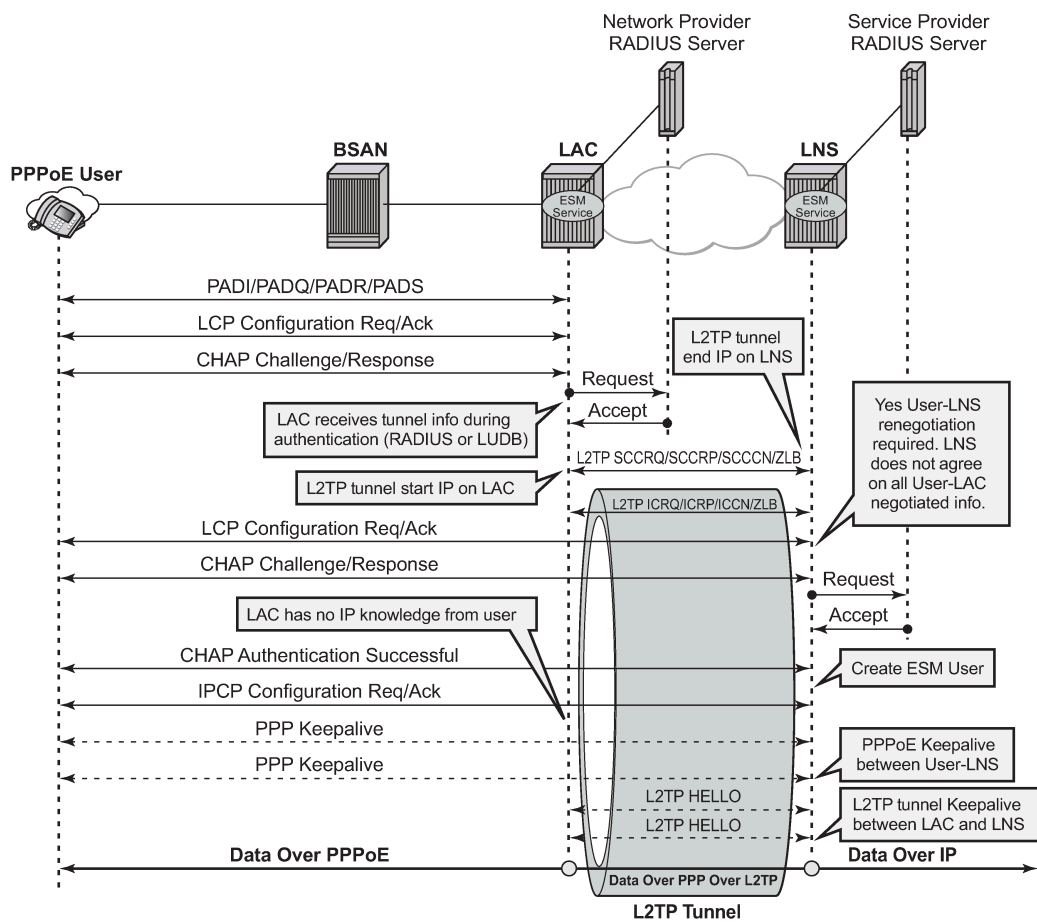 Network Provider
RADIUS Server
Service Provider
RADIUS Server
BSAN
LAC
LNS
PPPoE User
ESM
Service
ESM
Service
PADI/PADQ/PADR/PADS
LCP Configuration Req/Ack
L2TP tunnel
end IP on LNS
CHAP Challenge/Response
Request
LAC receives tunnel info during
authentication (RADIUS or LUDB)
Accept
Yes User-LNS
renegotiation
required. LNS
does not agree
on all User-LAC
negotiated info.
L2TP SCCRQ/SCCRP/SCCCN/ZLB
L2TP tunnel start IP on LAC
L2TP ICRQ/ICRP/ICCN/ZLB
LCP Configuration Req/Ack
CHAP Challenge/Response
Request
LAC has no IP knowledge from user
Accept
CHAP Authentication Successful
Create ESM User
IPCP Configuration Req/Ack
PPP Keepalive
PPPoE Keepalive
between User-LNS
PPP Keepalive
L2TP HELLO
L2TP tunnel Keepalive
between LAC and LNS
L2TP HELLO
Data Over PPPoE
Data Over IP
Data Over PPP Over L2TP
L2TP Tunnel